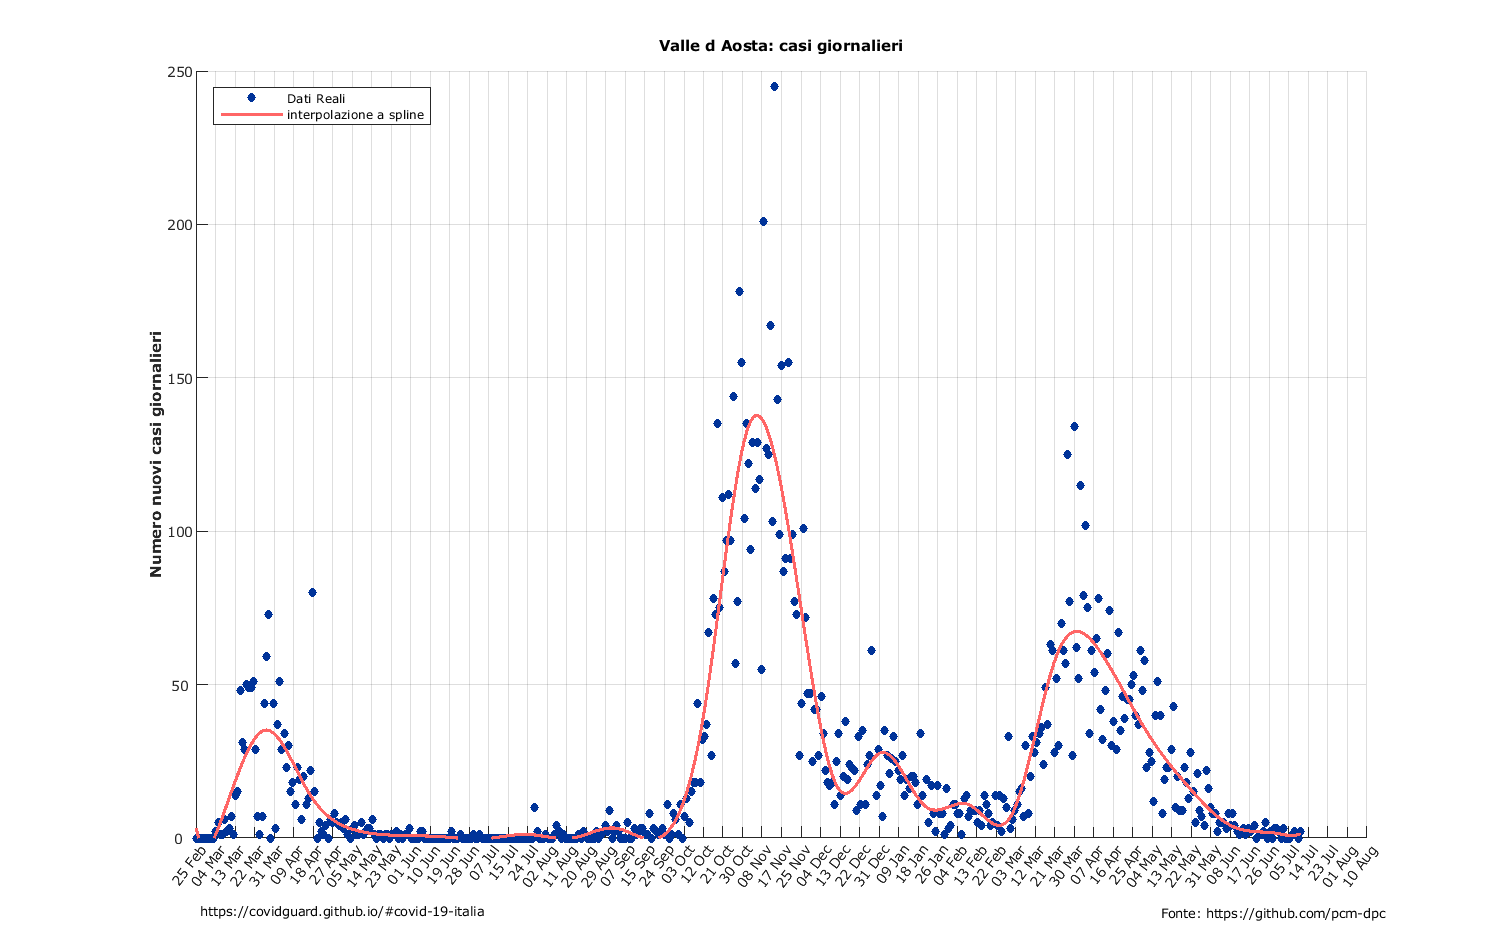 Valle d Aosta: casi giornalieri
Dati Reali
interpolazione a spline
Numero nuovi casi giornalieri
250
200
150
100
50
0
25 Feb
04 Mar
13 Mar
22 Mar
31 Mar
09 Apr
18 Apr
27 Apr
05 May
14 May
23 May
01 Jun
10 Jun
19 Jun
28 Jun
07 Jul
15 Jul
24 Jul
02 Aug
11 Aug
20 Aug
29 Aug
07 Sep
15 Sep
24 Sep
03 Oct
12 Oct
21 Oct
30 Oct
08 Nov
17 Nov
25 Nov
04 Dec
13 Dec
22 Dec
31 Dec
09 Jan
18 Jan
26 Jan
04 Feb
13 Feb
22 Feb
03 Mar
12 Mar
21 Mar
30 Mar
07 Apr
16 Apr
25 Apr
04 May
13 May
22 May
31 May
08 Jun
17 Jun
26 Jun
05 Jul
14 Jul
23 Jul
01 Aug
10 Aug
https://covidguard.github.io/#covid-19-italia
Fonte: https://github.com/pcm-dpc